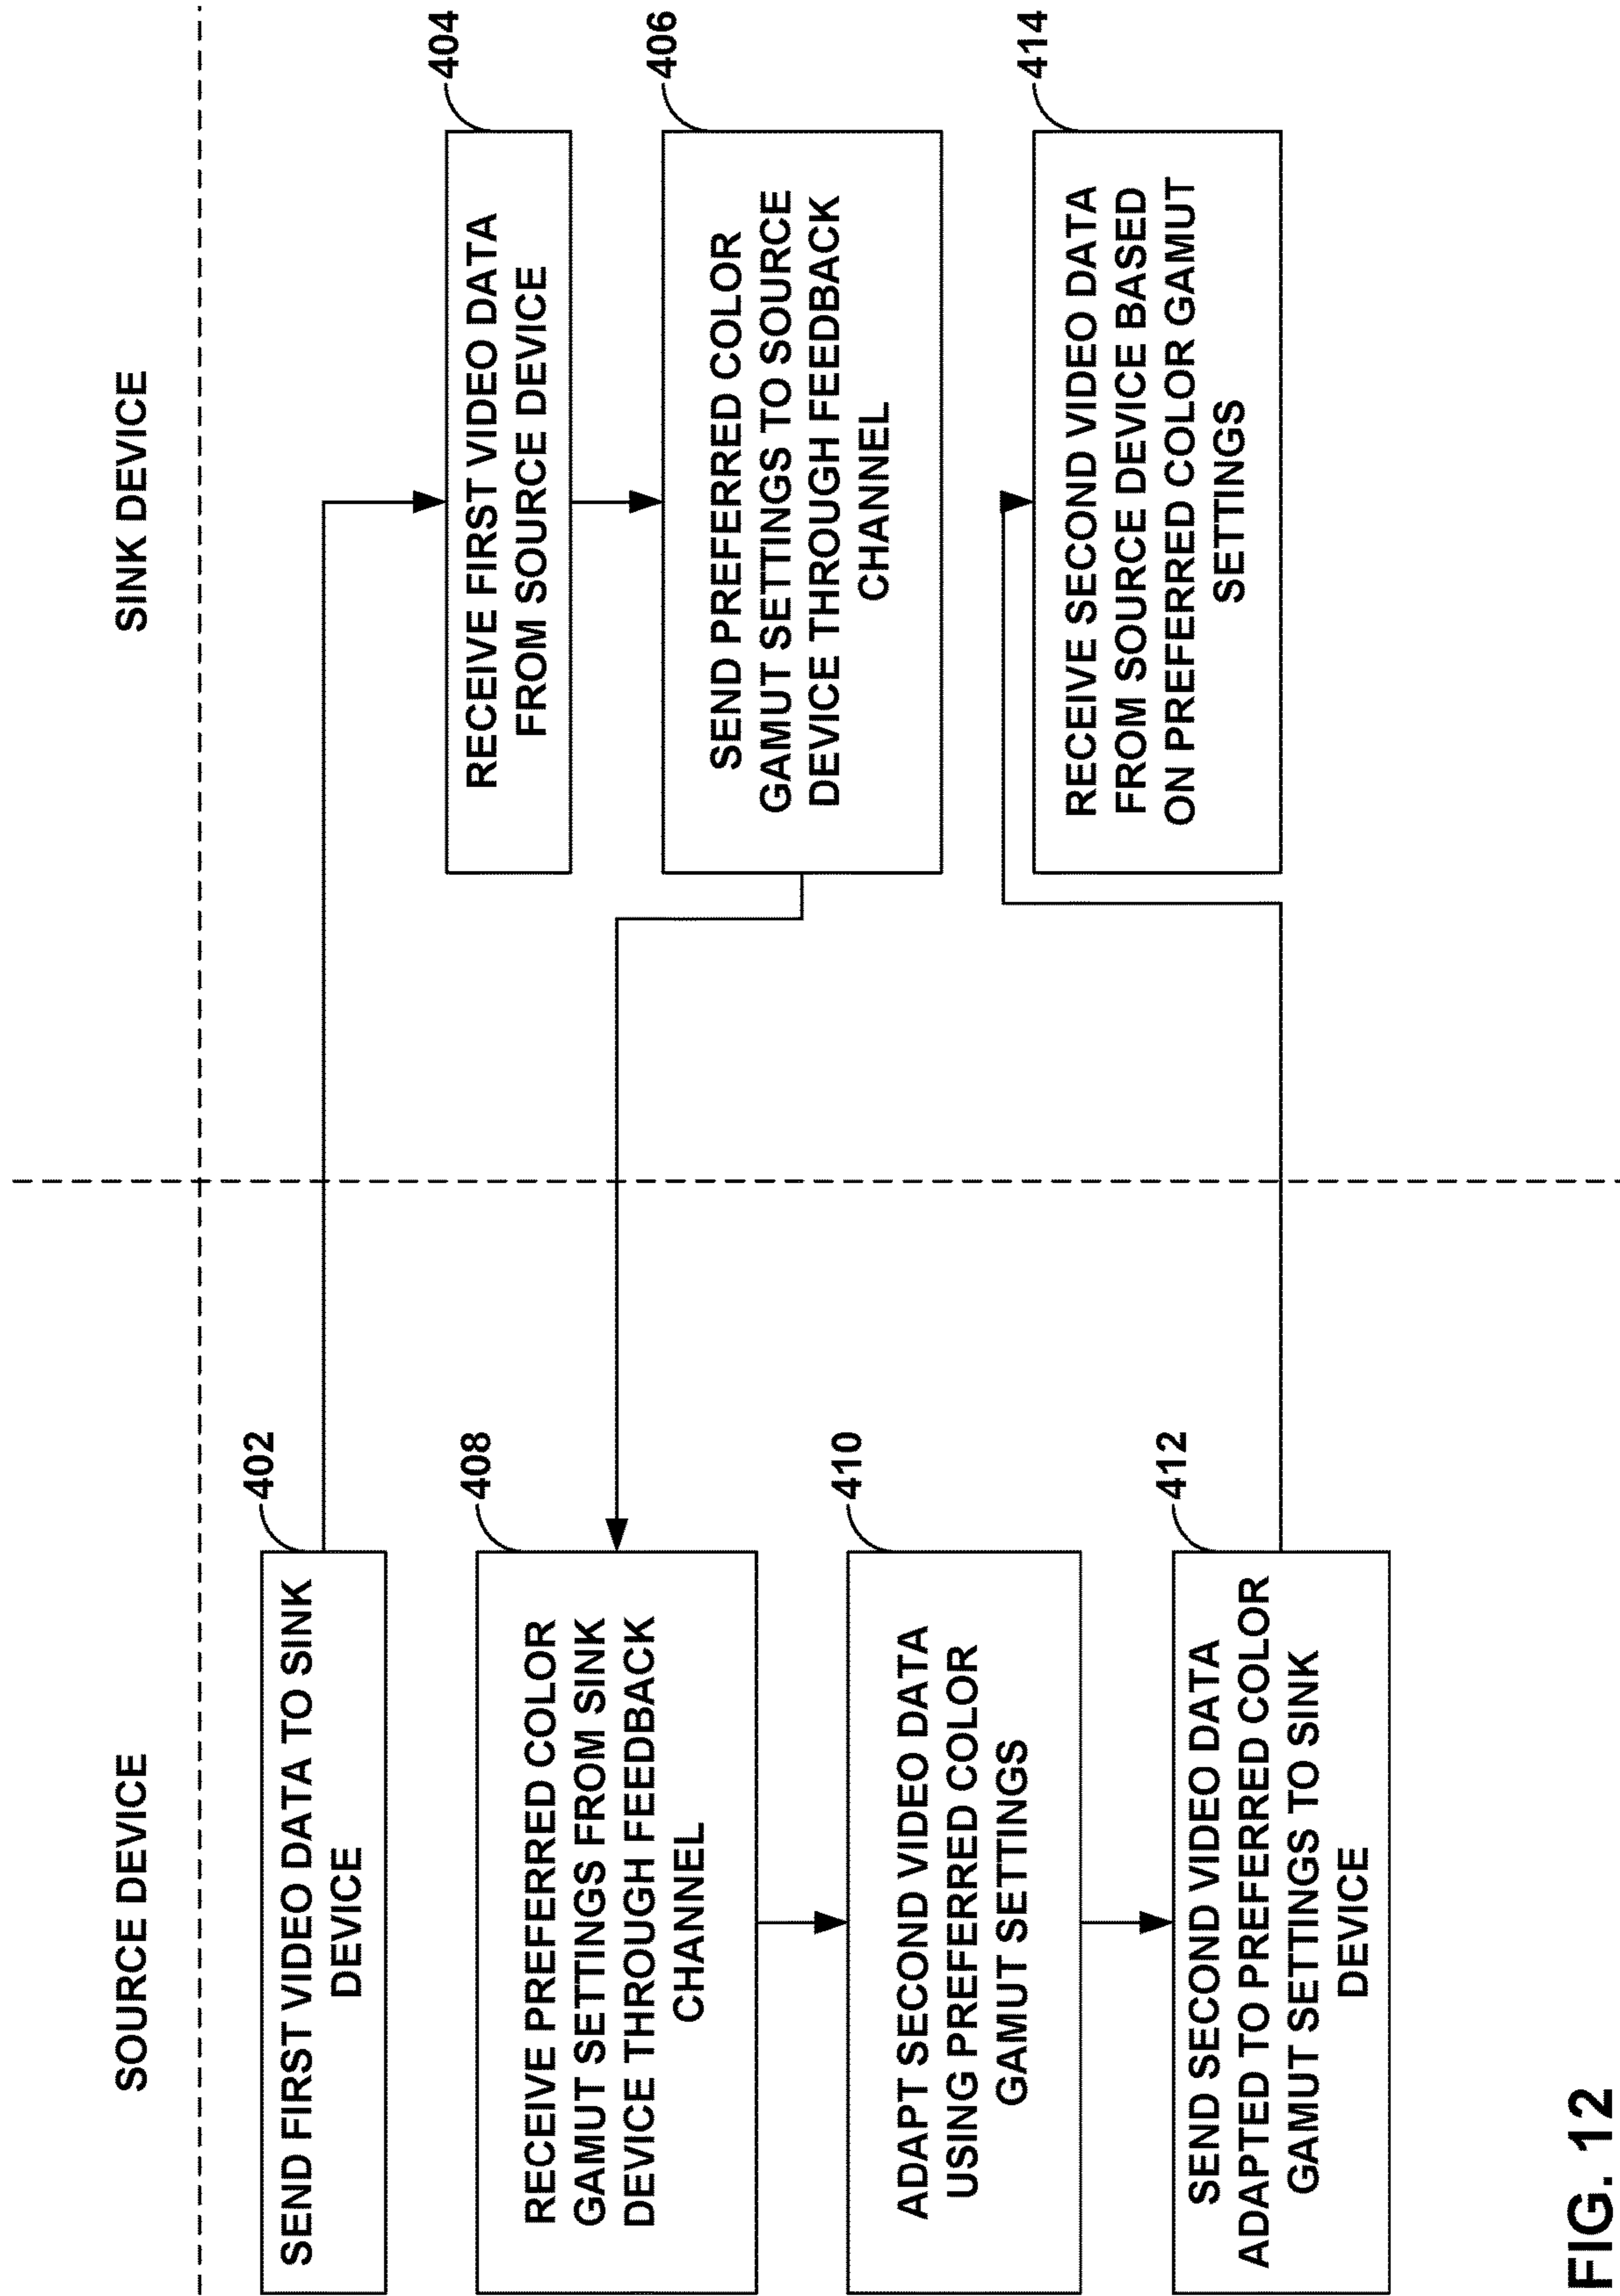 SOURCE DEVICE
SINK DEVICE
402
SEND FIRST VIDEO DATA TO SINK
DEVICE
404
RECEIVE FIRST VIDEO DATA
FROM SOURCE DEVICE
406
SEND PREFERRED COLOR
GAMUT SETTINGS TO SOURCE
DEVICE THROUGH FEEDBACK
CHANNEL
408
RECEIVE PREFERRED COLOR
GAMUT SETTINGS FROM SINK
DEVICE THROUGH FEEDBACK
CHANNEL
410
ADAPT SECOND VIDEO DATA
USING PREFERRED COLOR
GAMUT SETTINGS
412
SEND SECOND VIDEO DATA
ADAPTED TO PREFERRED COLOR
GAMUT SETTINGS TO SINK
DEVICE
414
RECEIVE SECOND VIDEO DATA
FROM SOURCE DEVICE BASED
ON PREFERRED COLOR GAMUT
SETTINGS
FIG. 12